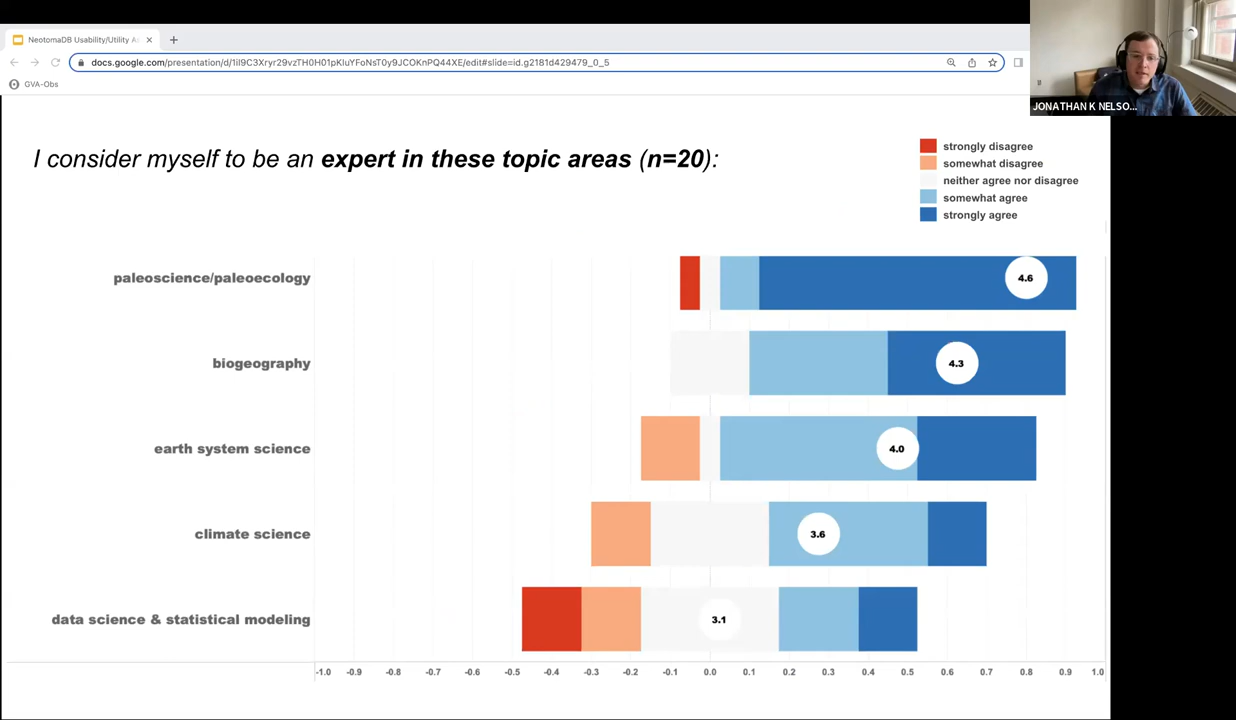 NeotomaDB Usability/Utility As
docs.google.com/presentation/d/1iI9C3Xryr29vzTH0H01pKluYFoNsT0y9JCOKnPQ44XE/edit#slide=id.g2181d429479_0_5
GVA-Obs
JONATHAN K NELSO...
I consider myself to be an expert in these topic areas (n=20):
strongly disagree
somewhat disagree
neither agree nor disagree
somewhat agree
strongly agree
paleoscience/paleoecology
4.6
biogeography
4.3
earth system science
4.0
climate science
3.6
data science & statistical modeling
3.1
-1.0 -0.9 -0.8 -0.7 -0.6 -0.5 -0.4 -0.3 -0.2 -0.1 0.0 0.1 0.2 0.3 0.4 0.5 0.6 0.7 0.8 0.9 1.0